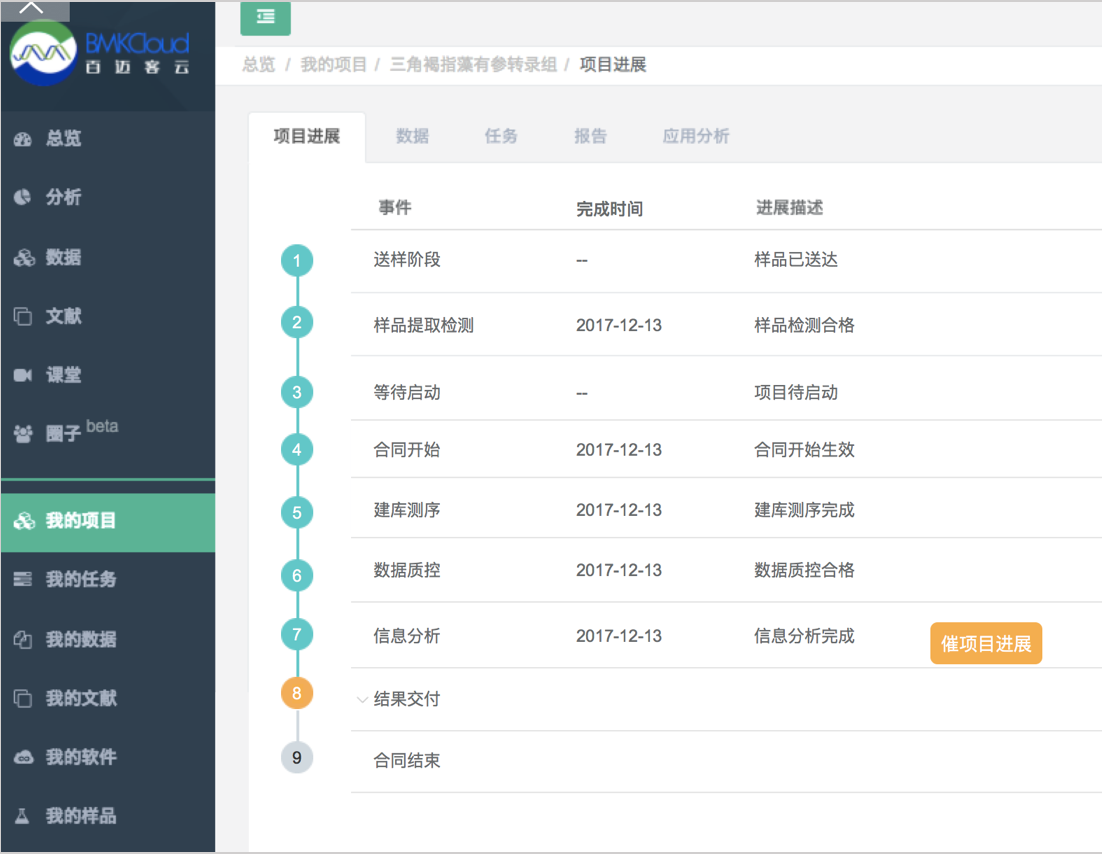 BMKCloud
百迈客云
总览 / 我的项目 / 三角褐指藻有参转录组 / 项目进展
总览
分析
数据
文献
课堂
圈子 beta
我的项目
我的任务
我的数据
我的文献
我的软件
我的样品
项目进展 数据 任务 报告 应用分析
事件 完成时间 进展描述
1 送样阶段 -- 样品已送达
2 样品提取检测 2017-12-13 样品检测合格
3 等待启动 -- 项目待启动
4 合同开始 2017-12-13 合同开始生效
5 建库测序 2017-12-13 建库测序完成
6 数据质控 2017-12-13 数据质控合格
7 信息分析 2017-12-13 信息分析完成 催项目进展
8 结果交付
9 合同结束